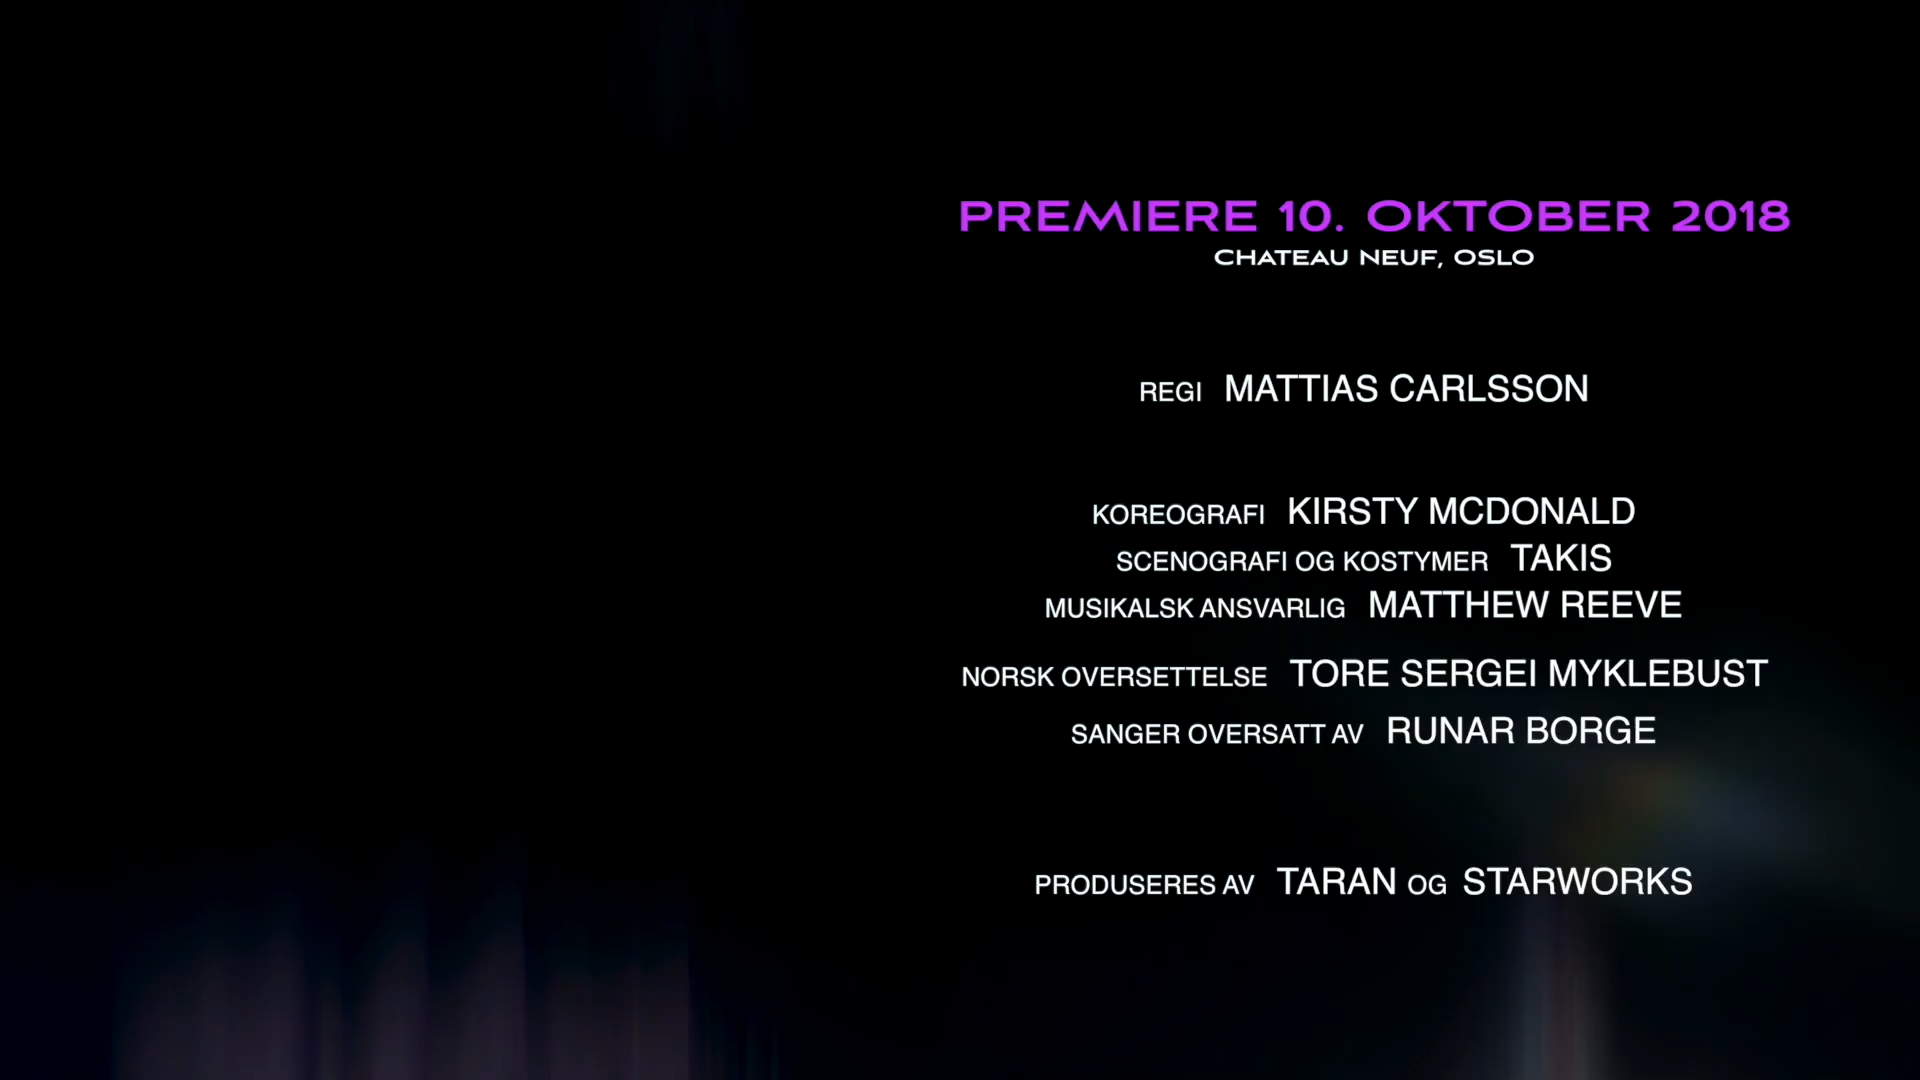 PREMIERE 10. OKTOBER 2018
CHATEAU NEUF, OSLO
REGI MATTIAS CARLSSON
KOREOGRAFI KIRSTY MCDONALD
SCENOGRAFI OG KOSTYMER TAKIS
MUSIKALSK ANSVARLIG MATTHEW REEVE
NORSK OVERSETTELSE TORE SERGEI MYKLEBUST
SANGER OVERSATT AV RUNAR BORGE
PRODUSERES AV TARAN OG STARWORKS